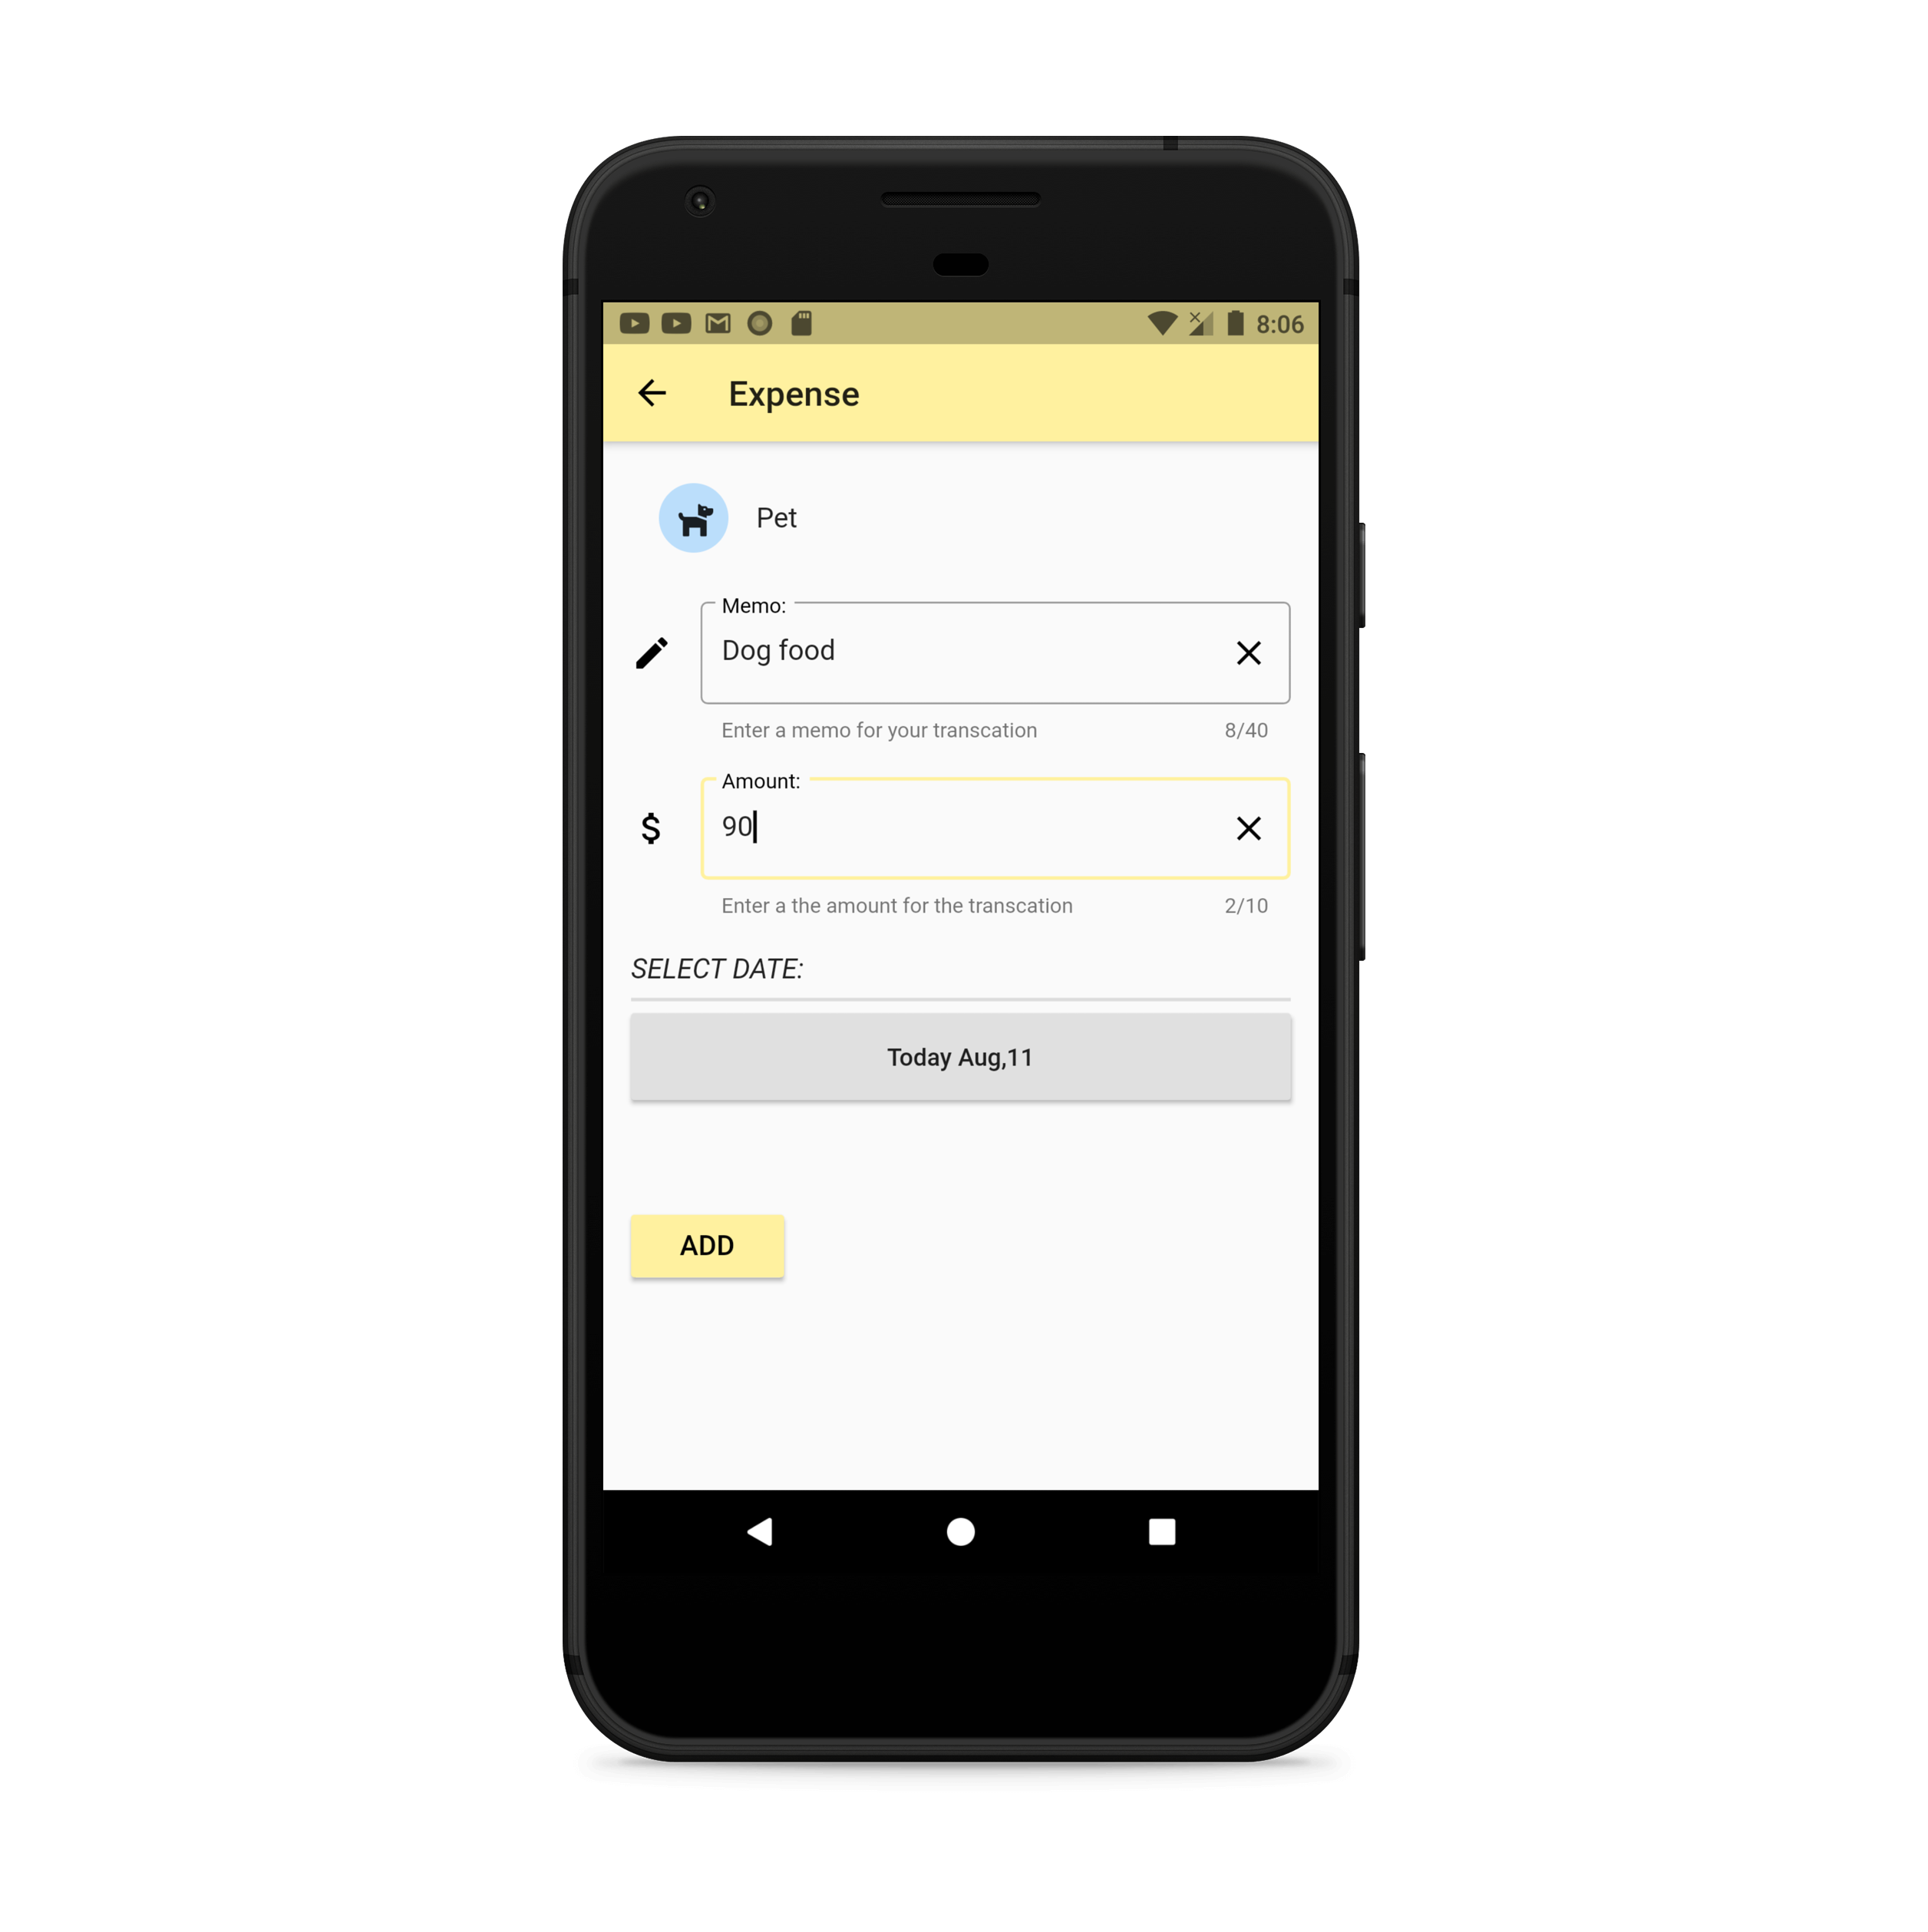 8:06
Expense
Pet
Memo:
Dog food
Enter a memo for your transcation 8/40
Amount:
$ 90
Enter a the amount for the transcation 2/10
SELECT DATE:
Today Aug,11
ADD